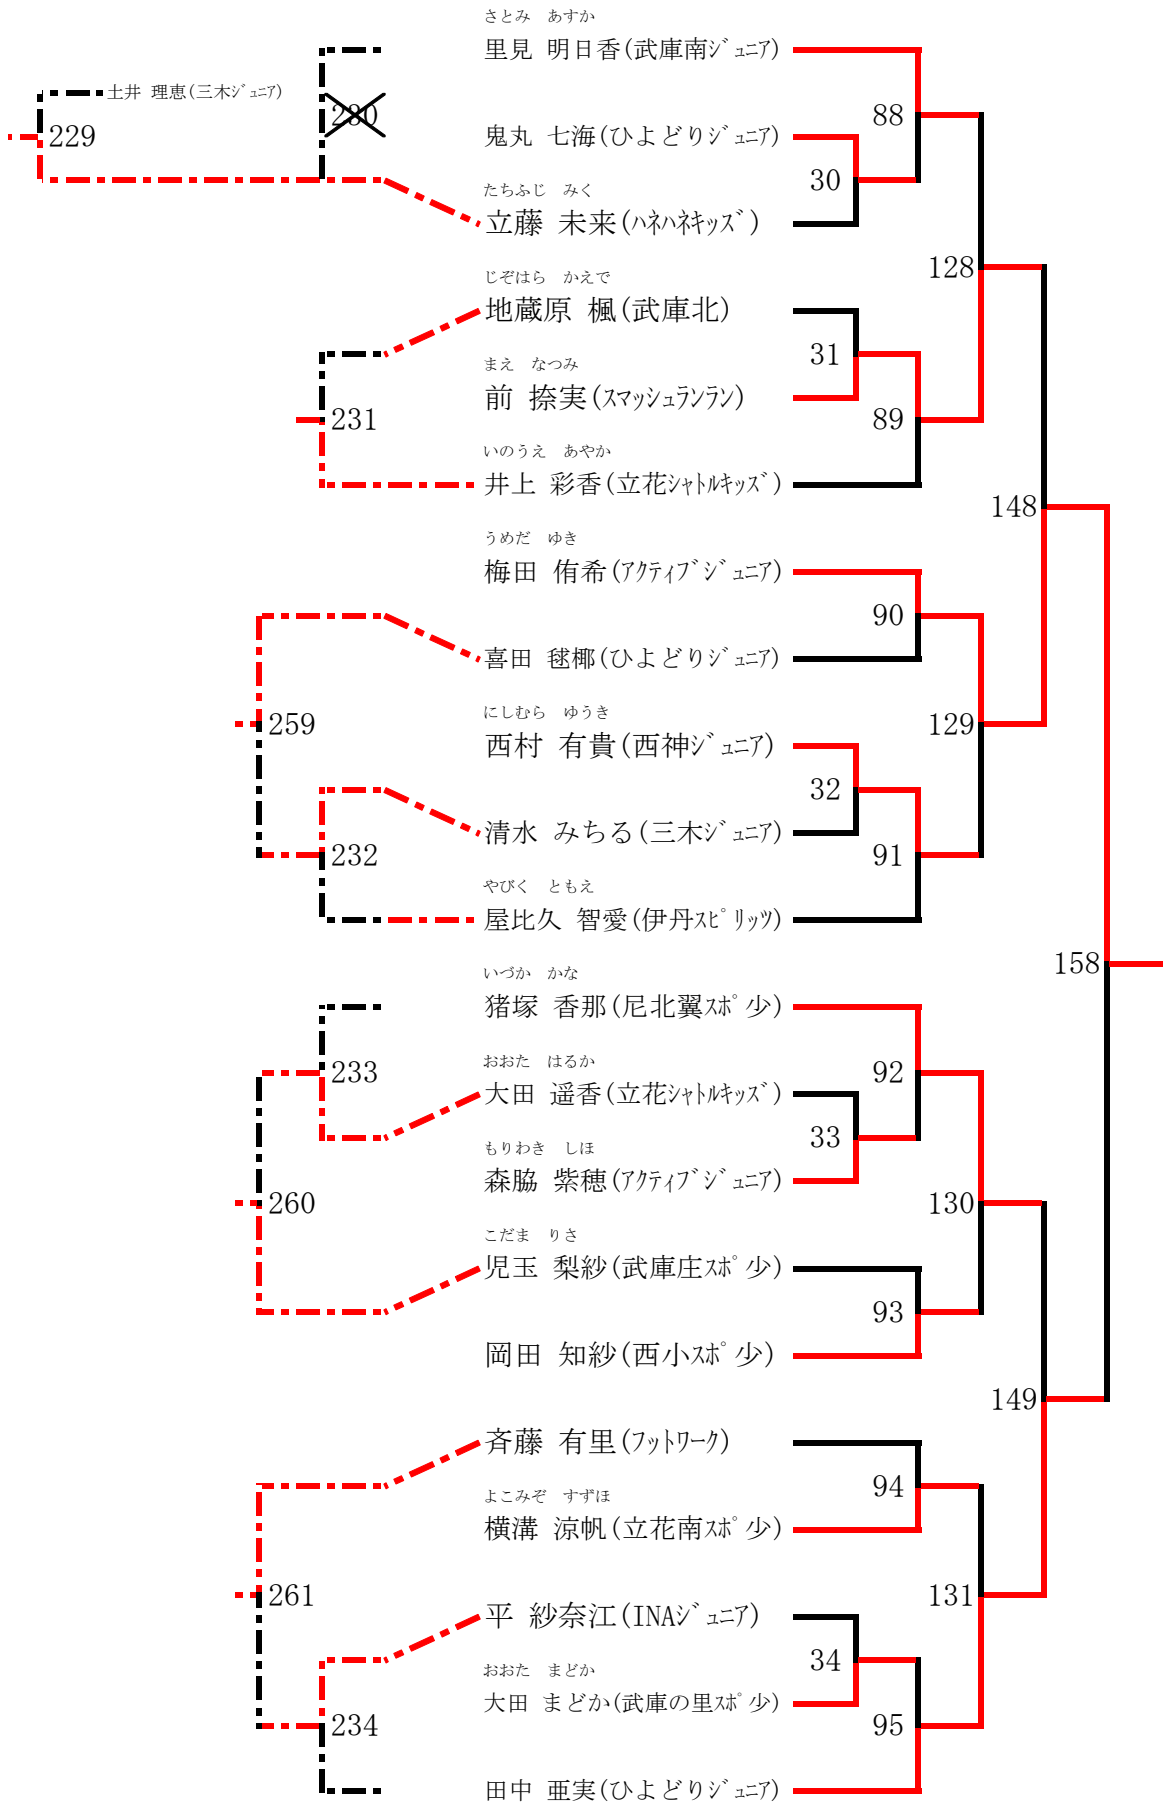 さとみ　あすか
里見 明日香(武庫南ジュニア)
土井 理恵(三木ジュニア)
230
88
229
鬼丸 七海(ひよどりジュニア)
30
たちふじ　みく
立藤 未来(ハネハネキッズ)
128
じぞはら　かえで
地蔵原 楓(武庫北)
31
まえ　なつみ
前 捺実(スマッシュランラン)
231
89
いのうえ　あやか
井上 彩香(立花シャトルキッズ)
148
うめだ　ゆき
梅田 侑希(アクティブジュニア)
90
喜田 毬椰(ひよどりジュニア)
にしむら　ゆうき
259
129
西村 有貴(西神ジュニア)
32
清水 みちる(三木ジュニア)
232
91
やびく　ともえ
屋比久 智愛(伊丹スピリッツ)
158
いづか　かな
猪塚 香那(尼北翼スポ少)
おおた　はるか
233
92
大田 遥香(立花シャトルキッズ)
33
もりわき　しほ
森脇 紫穂(アクティブジュニア)
260
130
こだま　りさ
児玉 梨紗(武庫庄スポ少)
93
岡田 知紗(西小スポ少)
149
斉藤 有里(フットワーク)
94
よこみぞ　すずほ
横溝 涼帆(立花南スポ少)
261
131
平 紗奈江(INAジュニア)
34
おおた　まどか
大田 まどか(武庫の里スポ少)
234
95
田中 亜実(ひよどりジュニア)